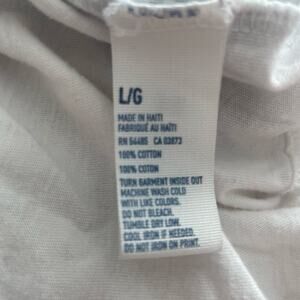 L/G
MADE IN HAITI
FABRIQUÉ AU HAÏTI
RN 54485 CA 03873
100% COTTON
100% COTON
TURN GARMENT INSIDE OUT
MACHINE WASH COLD
WITH LIKE COLORS.
DO NOT BLEACH.
TUMBLE DRY LOW.
COOL IRON IF NEEDED.
DO NOT IRON ON PRINT.